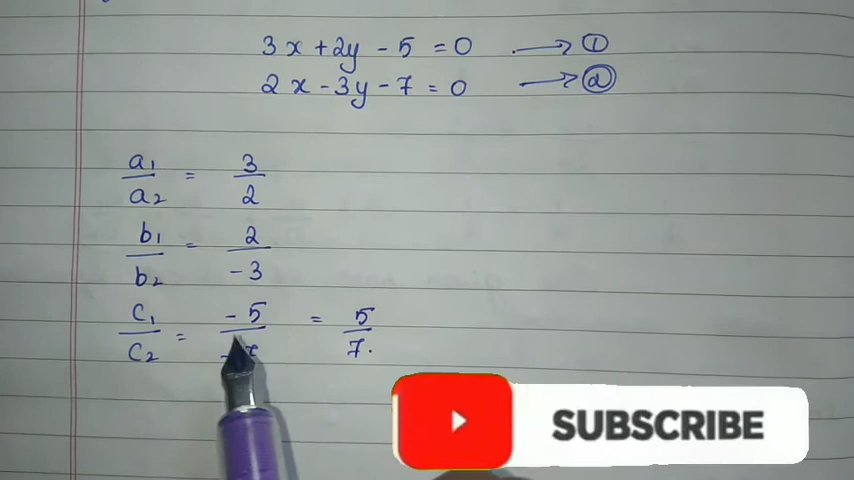 3x + 2y - 5 = 0 → ①
2x - 3y - 7 = 0 → ②
a1/a2 = 3/2
b1/b2 = 2/-3
c1/c2 = -5/-7 = 5/7.
SUBSCRIBE